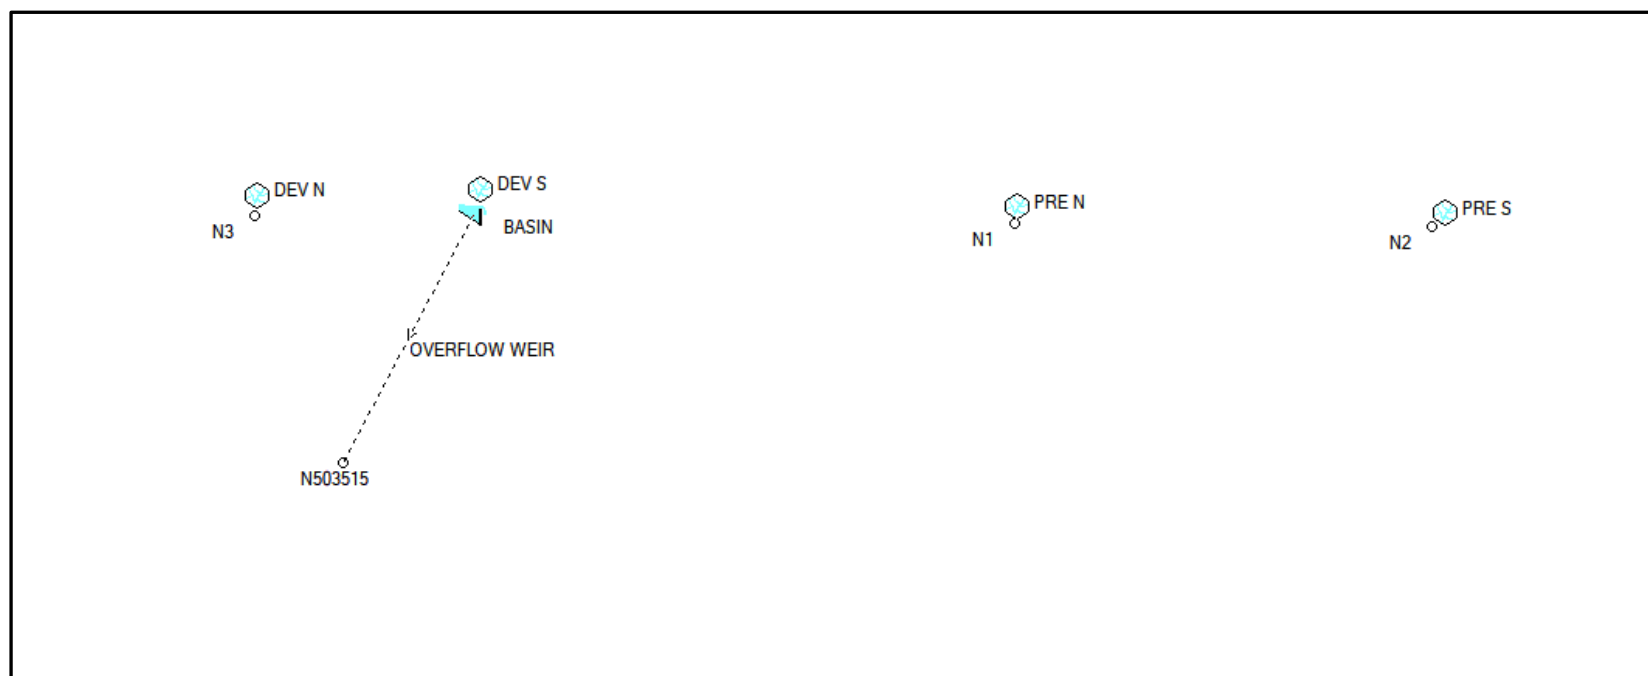 DEV N
N3
DEV S
BASIN
OVERFLOW WEIR
N503515
PRE N
N1
PRE S
N2